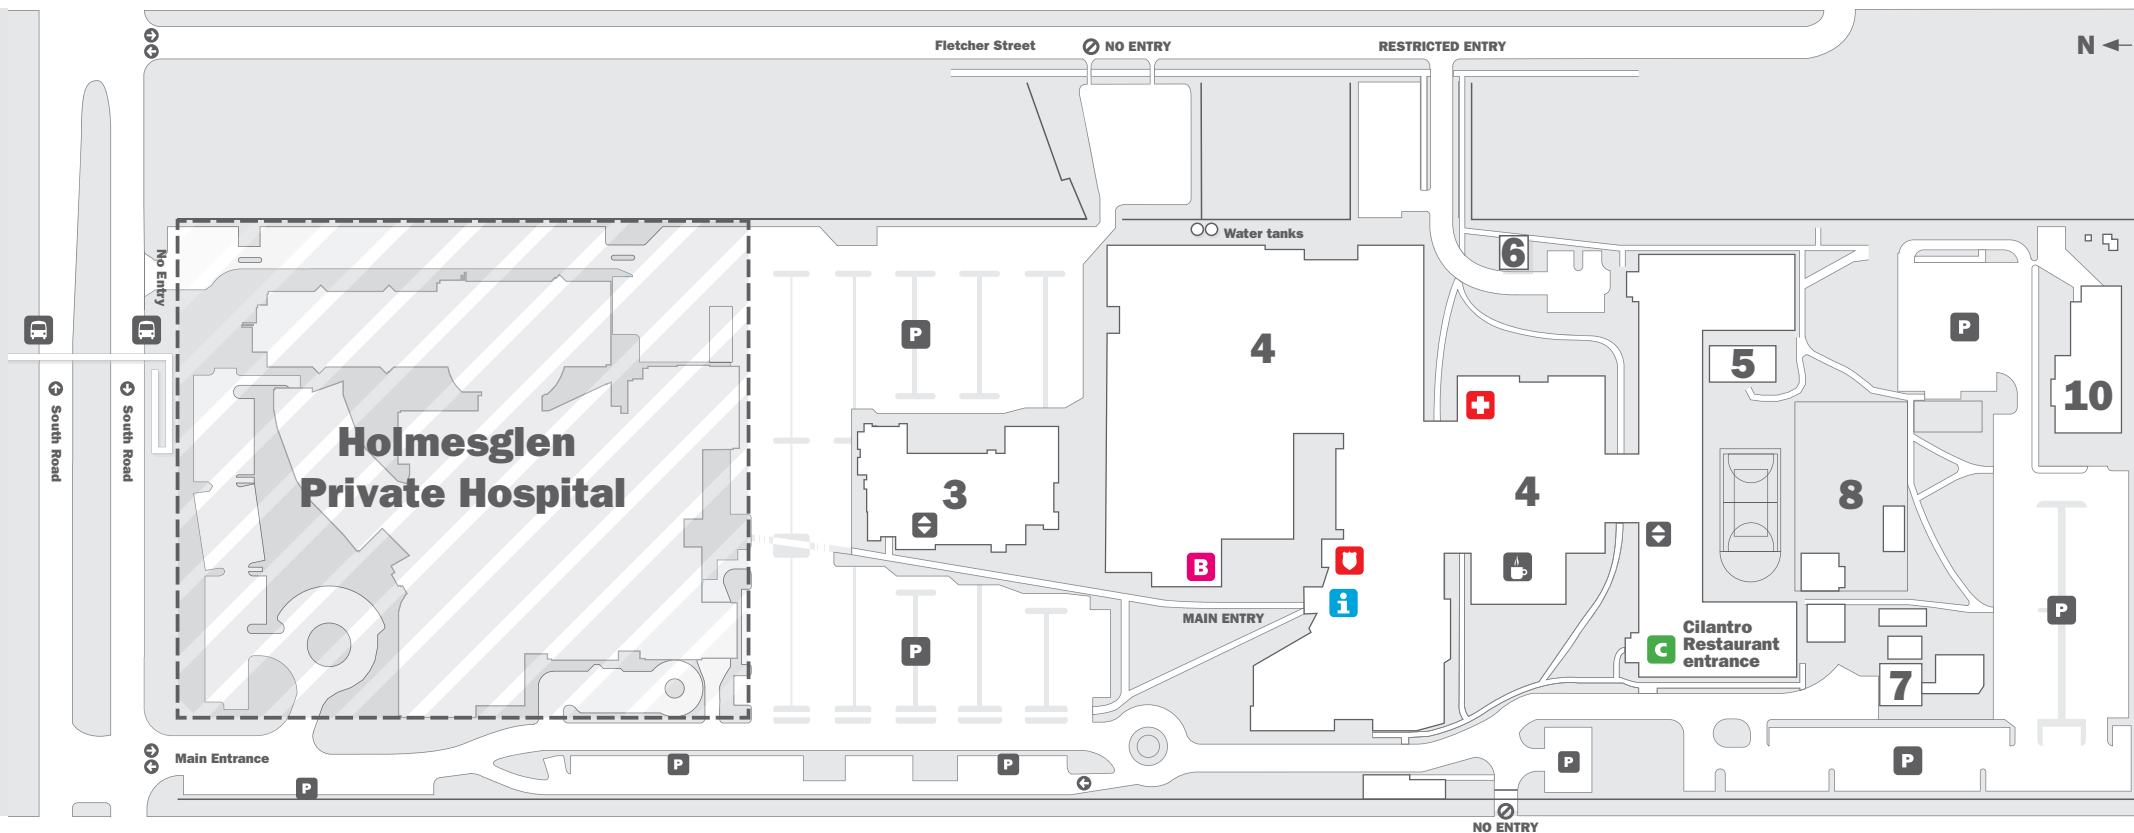 Fletcher Street
NO ENTRY
RESTRICTED ENTRY
N
Water tanks
No Entry
6
P
P
4
5
10
South Road
South Road
Holmesglen
Private Hospital
3
4
8
B
i
P
MAIN ENTRY
P
C
Cilantro
Restaurant
entrance
7
Main Entrance
P
P
P
P
P
NO ENTRY